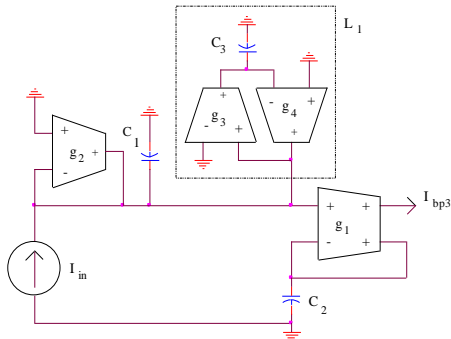 L 1
C 3
g 3
g 4
C 1
g 2
g 1
I bp3
I in
C 2
+ - + - + + - + - + + - +